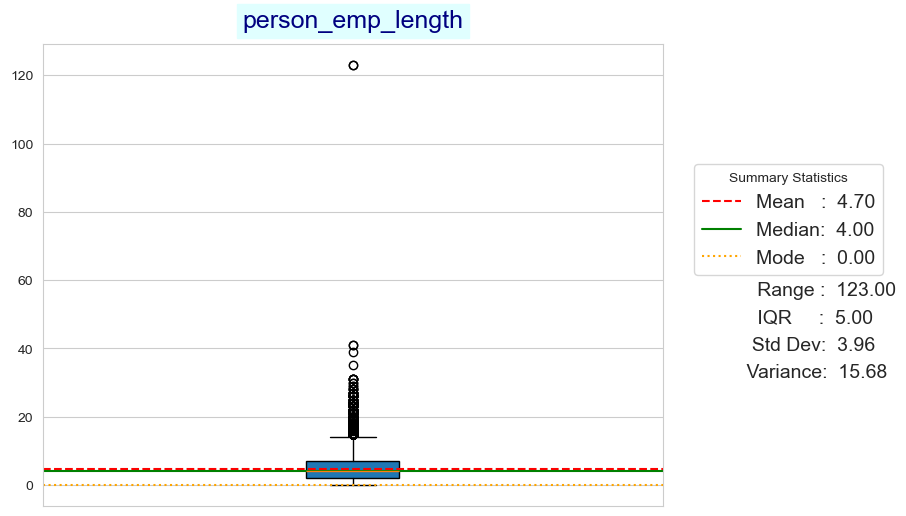 person_emp_length
120
100
80
60
40
20
0
Summary Statistics
Mean : 4.70
Median: 4.00
Mode : 0.00
Range : 123.00
IQR : 5.00
Std Dev: 3.96
Variance: 15.68